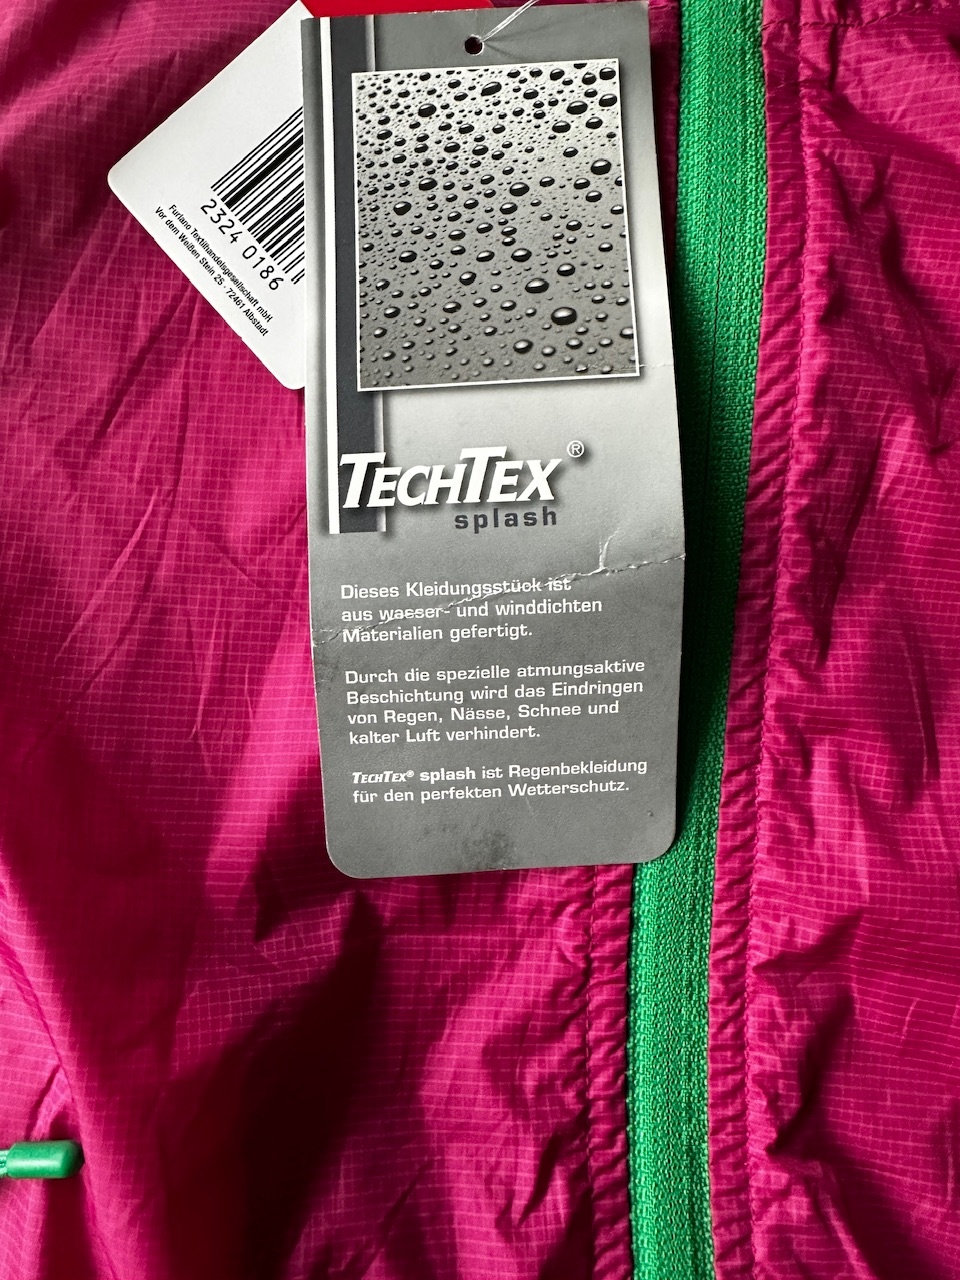 2324 0186
Furiano Textilhandelsgesellschaft mbH
Vor dem Weißen Stein 25 · 72461 Albstadt
TECHTEX®
splash
Dieses Kleidungsstück ist
aus wasser- und winddichten
Materialien gefertigt.
Durch die spezielle atmungsaktive
Beschichtung wird das Eindringen
von Regen, Nässe, Schnee und
kalter Luft verhindert.
TECHTEX® splash ist Regenbekleidung
für den perfekten Wetterschutz.